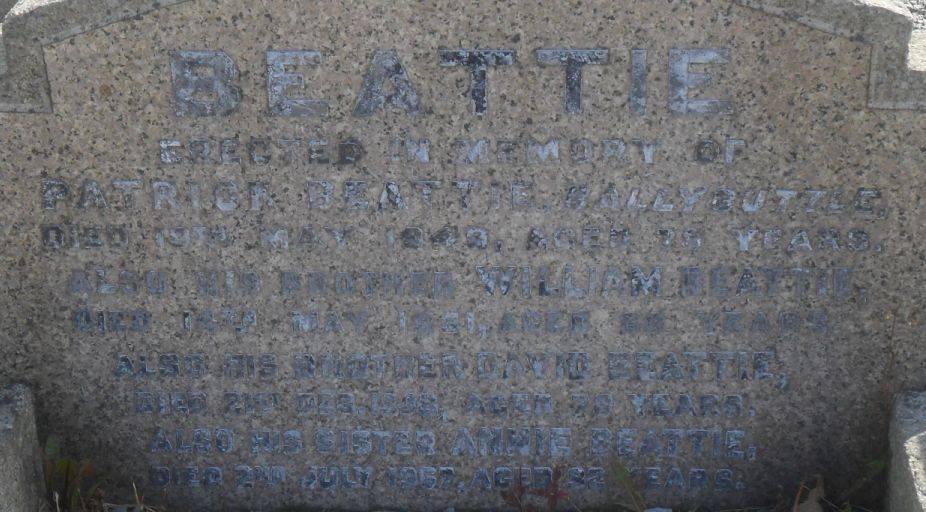 BEATTIE
ERECTED IN MEMORY OF
PATRICK BEATTIE, BALLYBUTTLE,
DIED MAY AGED YEARS.
ALSO HIS BROTHER WILLIAM BEATTIE,
DIED MAY AGED YEARS.
ALSO HIS BROTHER DAVID BEATTIE,
DIED 21ST DEC. AGED YEARS.
ALSO HIS SISTER ANNIE BEATTIE,
DIED 2ND JULY 1957, AGED 82 YEARS.